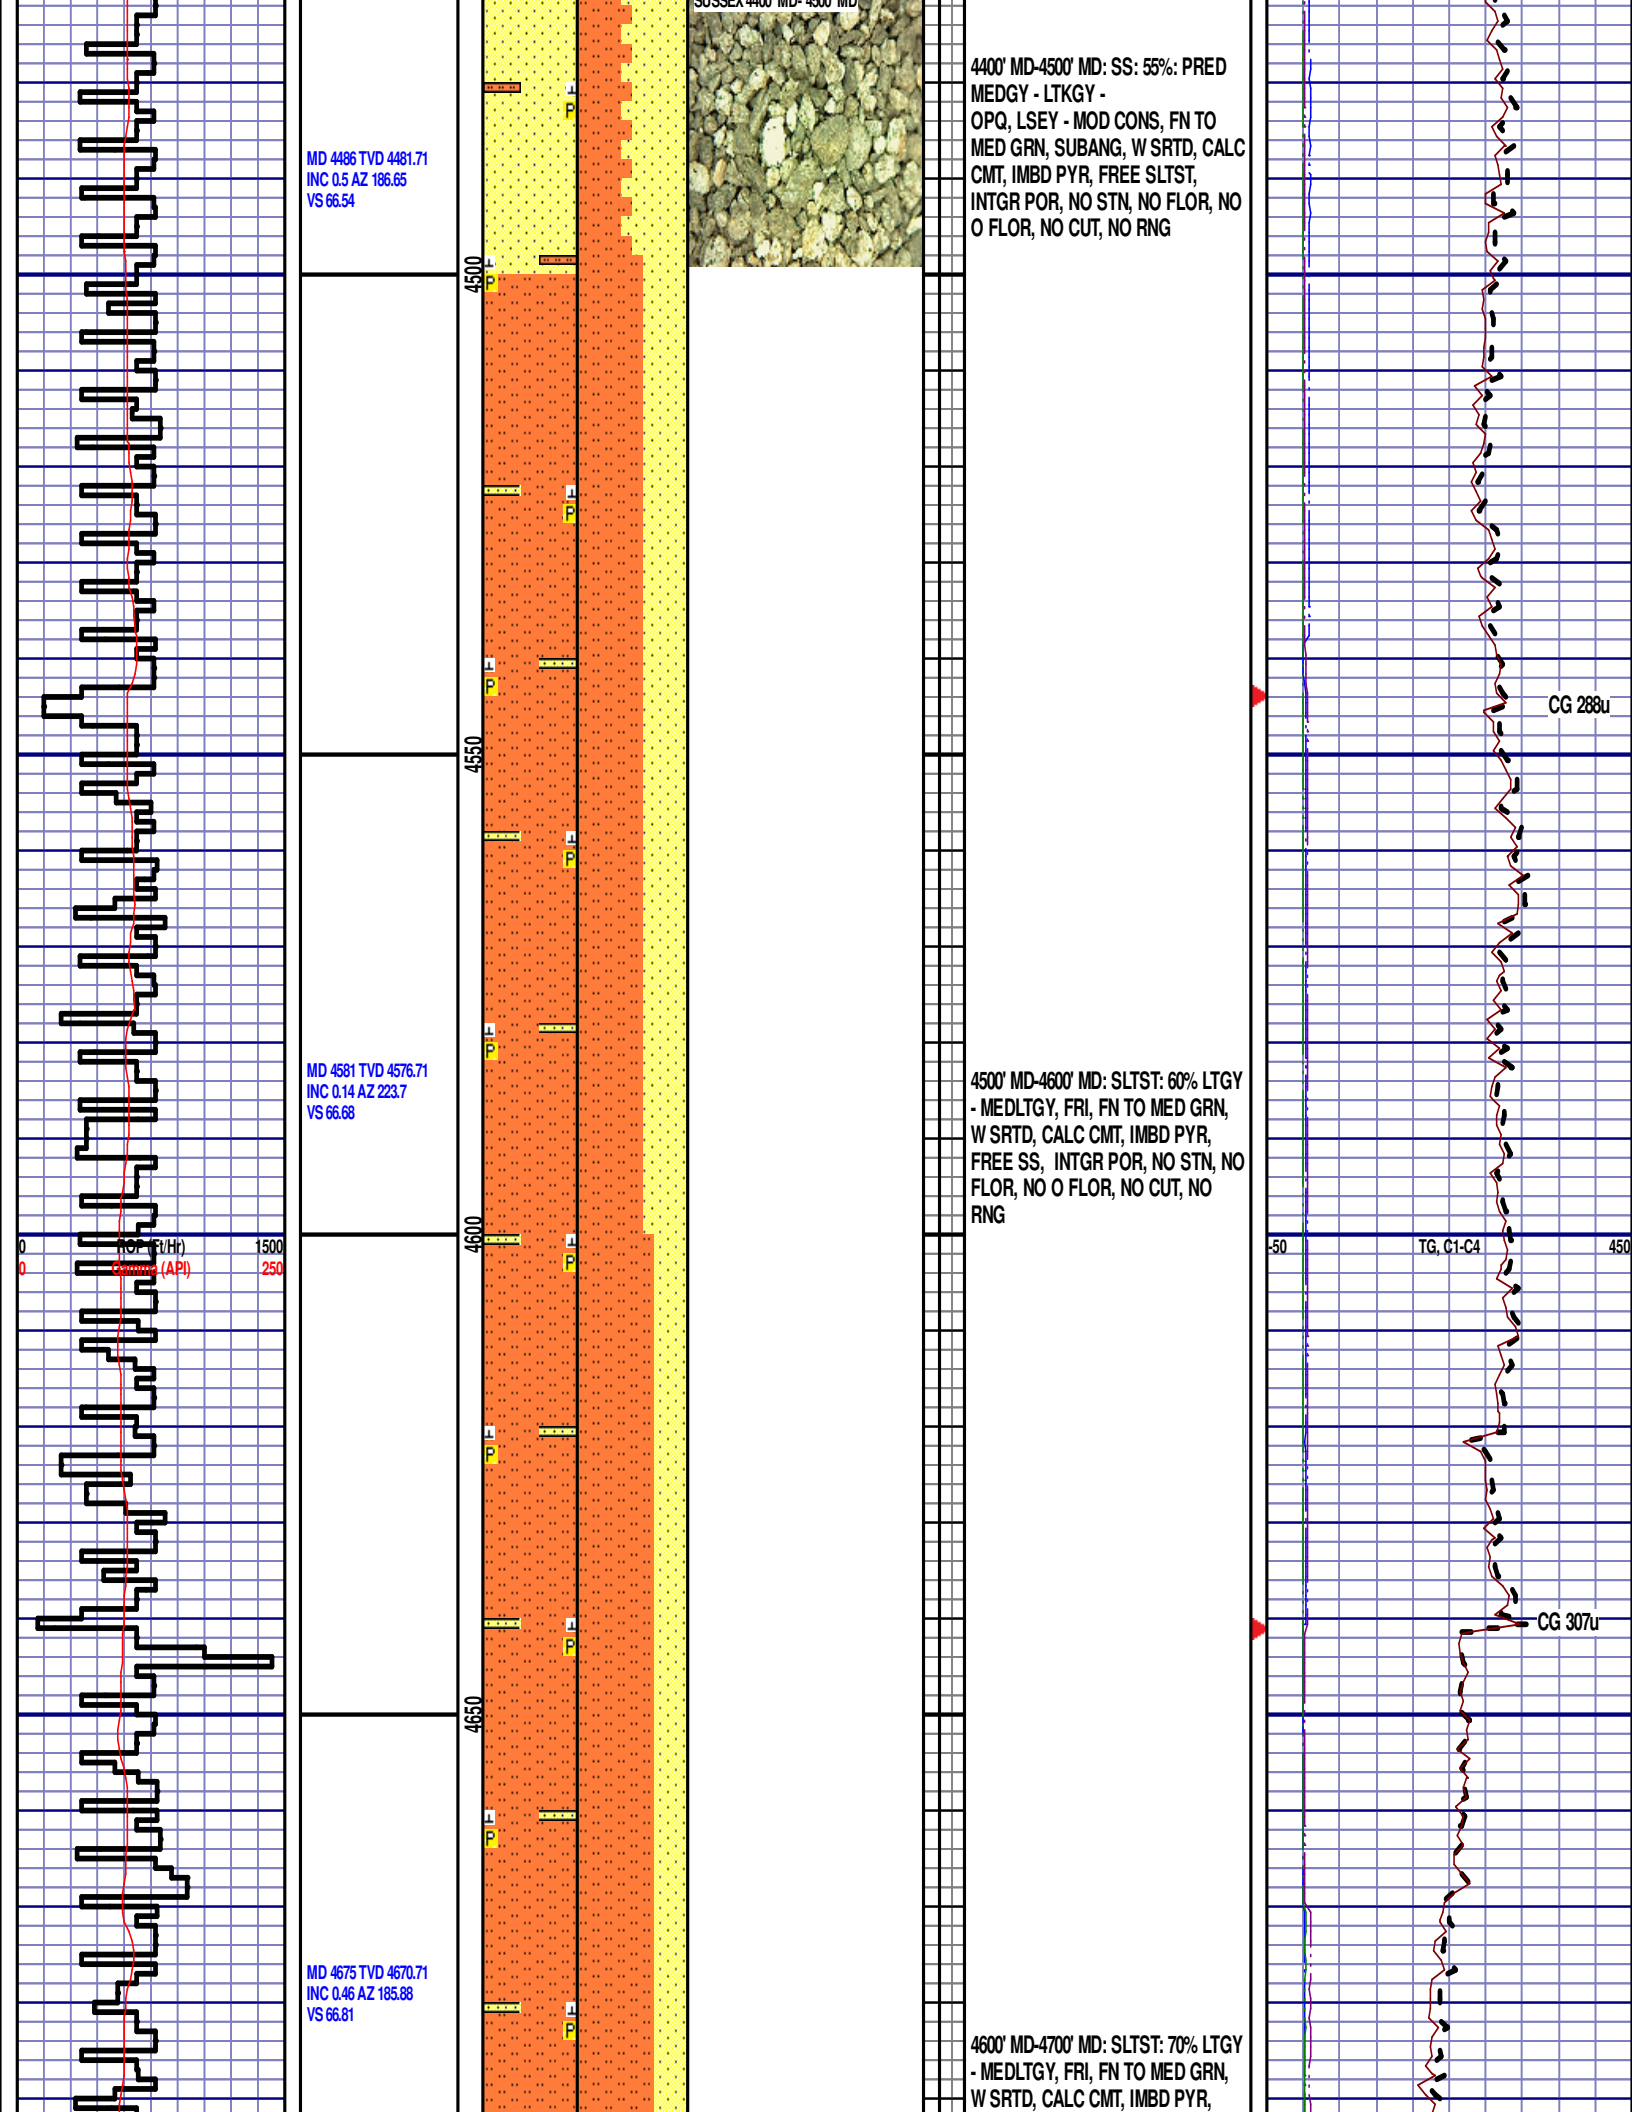 SUSSEX 4400' MD- 4500' MD
4400' MD-4500' MD: SS: 55%: PRED
MEDGY - LTKGY -
OPQ, LSEY - MOD CONS, FN TO
MED GRN, SUBANG, W SRTD, CALC
CMT, IMBD PYR, FREE SLTST,
INTGR POR, NO STN, NO FLOR, NO
O FLOR, NO CUT, NO RNG
P
MD 4486 TVD 4481.71
INC 0.5 AZ 186.65
VS 66.54
4500
P
P
P
CG 288u
4550
P
P
MD 4581 TVD 4576.71
INC 0.14 AZ 223.7
VS 66.68
4500' MD-4600' MD: SLTST: 60% LTGY
- MEDLTGY, FRI, FN TO MED GRN,
W SRTD, CALC CMT, IMBD PYR,
FREE SS, INTGR POR, NO STN, NO
FLOR, NO O FLOR, NO CUT, NO
RNG
4600
0 ROP (Ft/Hr) 1500
0 Gamma (API) 250
-50 TG, C1-C4 450
P
P
CG 307u
P
4650
P
MD 4675 TVD 4670.71
INC 0.46 AZ 185.88
VS 66.81
P
4600' MD-4700' MD: SLTST: 70% LTGY
- MEDLTGY, FRI, FN TO MED GRN,
W SRTD, CALC CMT, IMBD PYR,